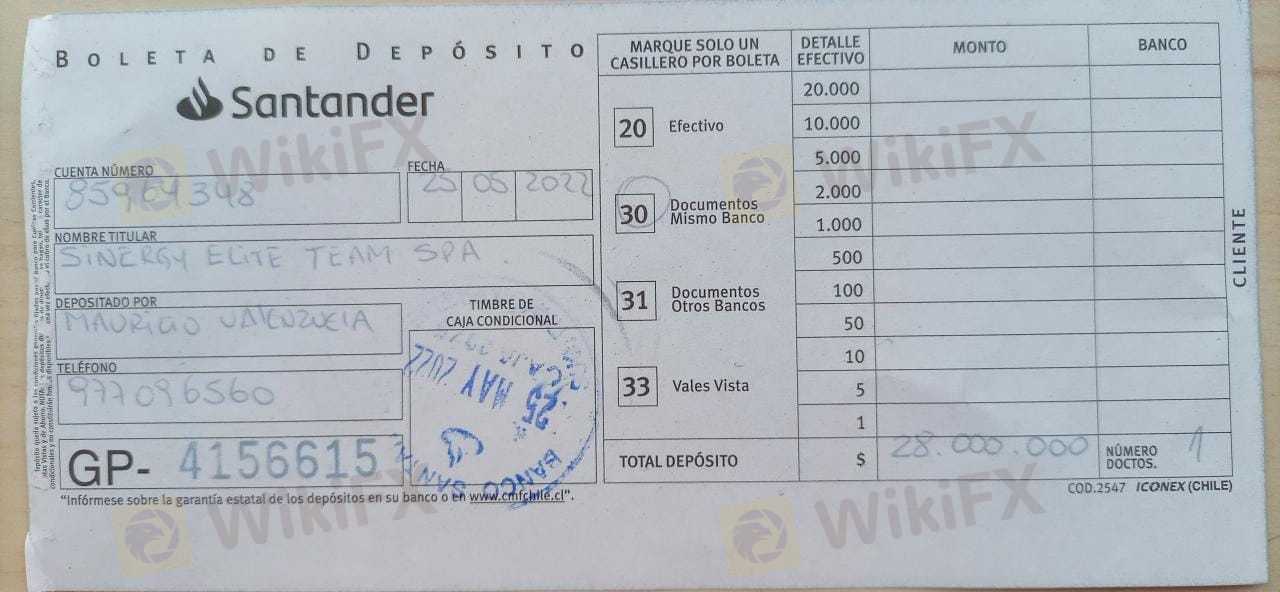 BOLETA DE DEPÓSITO
Santander
CUENTA NÚMERO
85964348
FECHA
25 05 2022
NOMBRE TITULAR
SINERGY ELITE TEAM SPA
DEPOSITADO POR
MAURICIO VALENZUELA
TELÉFONO
977096560
GP- 4156615
"Infórmese sobre la garantía estatal de los depósitos en su banco o en www.cmfchile.cl".
TIMBRE DE
CAJA CONDICIONAL
25 MAY 2022
BANCO
MARQUE SOLO UN
CASILLERO POR BOLETA
20 Efectivo
30 Documentos
Mismo Banco
31 Documentos
Otros Bancos
33 Vales Vista
DETALLE
EFECTIVO
MONTO
BANCO
20.000
10.000
5.000
2.000
1.000
500
100
50
10
5
1
TOTAL DEPÓSITO $ 28.000.000
NÚMERO
DOCTOS. 1
COD.2547 ICONEX (CHILE)
CLIENTE
WikiFX
WikiFX
WikiFX
WikiFX